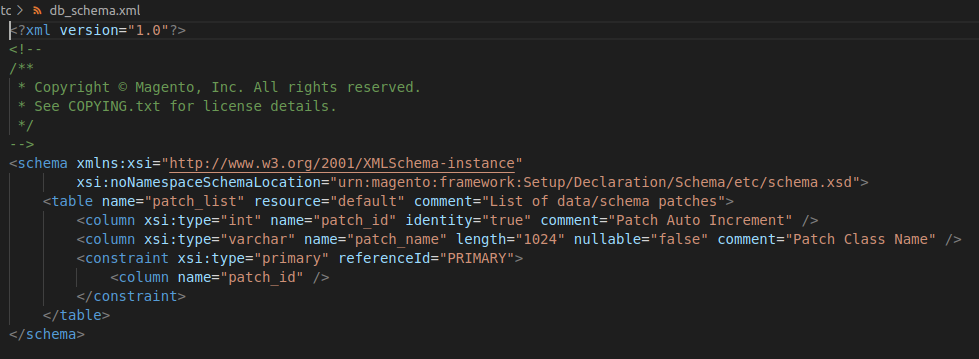 tc > db_schema.xml
<?xml version="1.0"?>
<!--
/**
 * Copyright © Magento, Inc. All rights reserved.
 * See COPYING.txt for license details.
 */
-->
<schema xmlns:xsi="http://www.w3.org/2001/XMLSchema-instance"
        xsi:noNamespaceSchemaLocation="urn:magento:framework:Setup/Declaration/Schema/etc/schema.xsd">
    <table name="patch_list" resource="default" comment="List of data/schema patches">
        <column xsi:type="int" name="patch_id" identity="true" comment="Patch Auto Increment" />
        <column xsi:type="varchar" name="patch_name" length="1024" nullable="false" comment="Patch Class Name" />
        <constraint xsi:type="primary" referenceId="PRIMARY">
            <column name="patch_id" />
        </constraint>
    </table>
</schema>